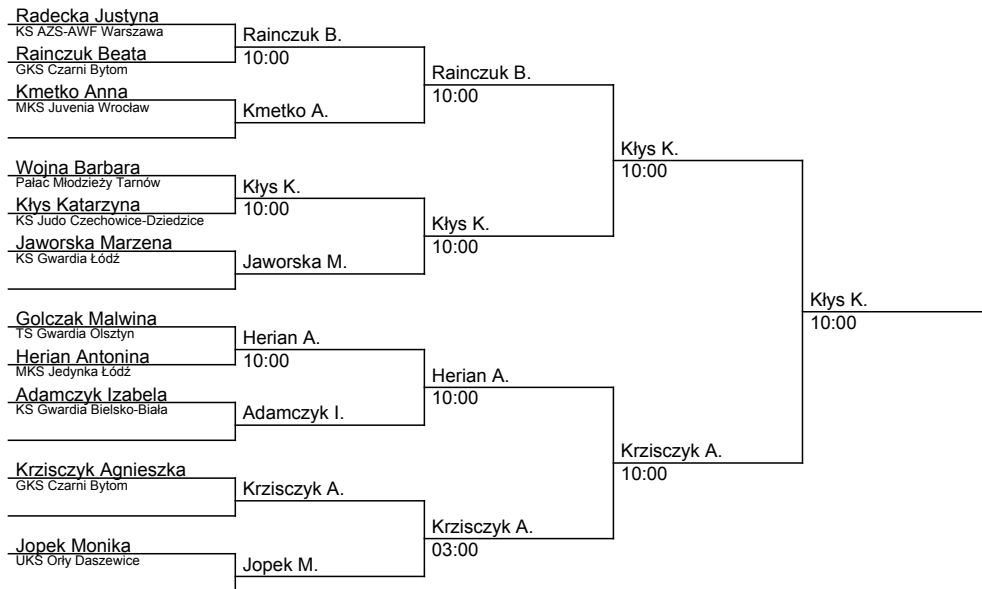 Radecka Justyna
KS AZS-AWF Warszawa
Rainczuk Beata
GKS Czarni Bytom
Kmetko Anna
MKS Juvenia Wrocław
Wojna Barbara
Pałac Młodzieży Tarnów
Kłys Katarzyna
KS Judo Czechowice-Dziedzice
Jaworska Marzena
KS Gwardia Łódź
Golczak Malwina
TS Gwardia Olsztyn
Herian Antonina
MKS Jedynka Łódź
Adamczyk Izabela
KS Gwardia Bielsko-Biała
Krzisczyk Agnieszka
GKS Czarni Bytom
Jopek Monika
UKS Orły Daszewice
Rainczuk B.
10:00
Kmetko A.
Kłys K.
10:00
Jaworska M.
Herian A.
10:00
Adamczyk I.
Krzisczyk A.
Jopek M.
Rainczuk B.
10:00
Kłys K.
10:00
Herian A.
10:00
Krzisczyk A.
03:00
Kłys K.
10:00
Krzisczyk A.
10:00
Kłys K.
10:00